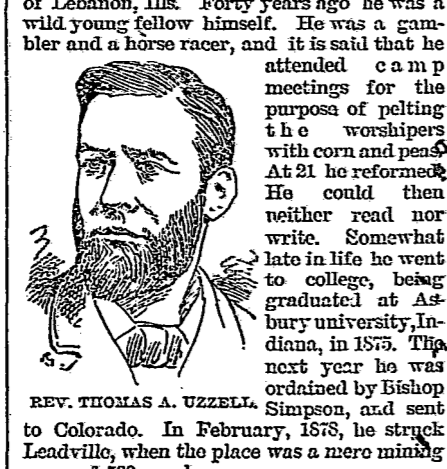 of Lebanon, Ills. Forty years ago he was a
wild young fellow himself. He was a gam-
bler and a horse racer, and it is said that he
attended camp
meetings for the
purpose of pelting
the worshipers
with corn and peas.
At 21 he reformed.
He could then
neither read nor
write. Somewhat
late in life he went
to college, being
graduated at As-
bury university, In-
diana, in 1875. The
next year he was
ordained by Bishop
Simpson, and sent
REV. THOMAS A. UZZELL.
to Colorado. In February, 1878, he struck
Leadville, when the place was a mere mining